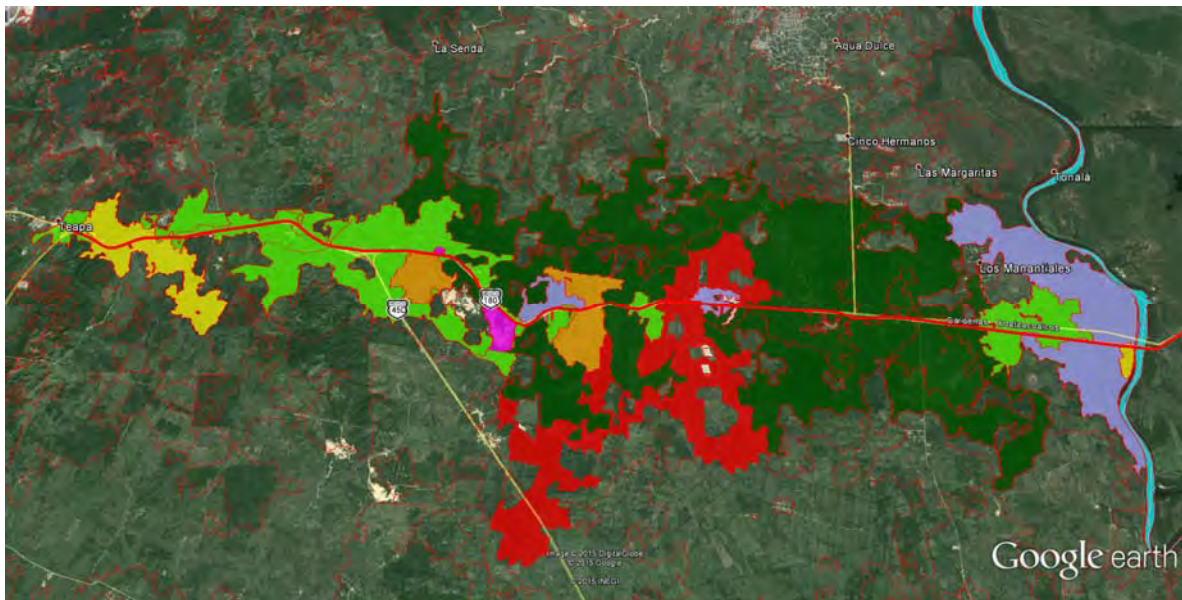 La Senda
Agua Dulce
Cinco Hermanos
Las Margaritas
Tonalá
Teapa
Los Manantiales
180
Image © 2015 DigitalGlobe
© 2015 Google
© 2015 INEGI
Google earth